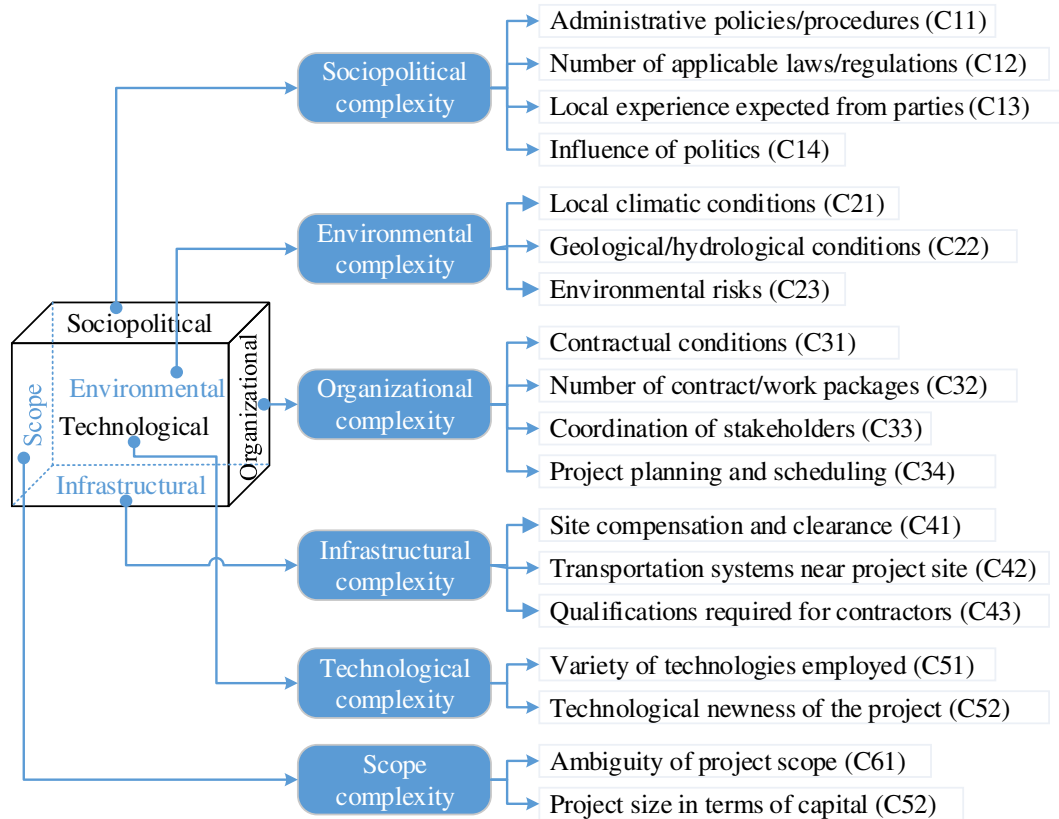 Sociopolitical
complexity
Administrative policies/procedures (C11)
Number of applicable laws/regulations (C12)
Local experience expected from parties (C13)
Influence of politics (C14)
Environmental
complexity
Local climatic conditions (C21)
Geological/hydrological conditions (C22)
Environmental risks (C23)
Sociopolitical
Environmental
Technological
Infrastructural
Scope
Organizational
Organizational
complexity
Contractual conditions (C31)
Number of contract/work packages (C32)
Coordination of stakeholders (C33)
Project planning and scheduling (C34)
Infrastructural
complexity
Site compensation and clearance (C41)
Transportation systems near project site (C42)
Qualifications required for contractors (C43)
Technological
complexity
Variety of technologies employed (C51)
Technological newness of the project (C52)
Scope
complexity
Ambiguity of project scope (C61)
Project size in terms of capital (C52)